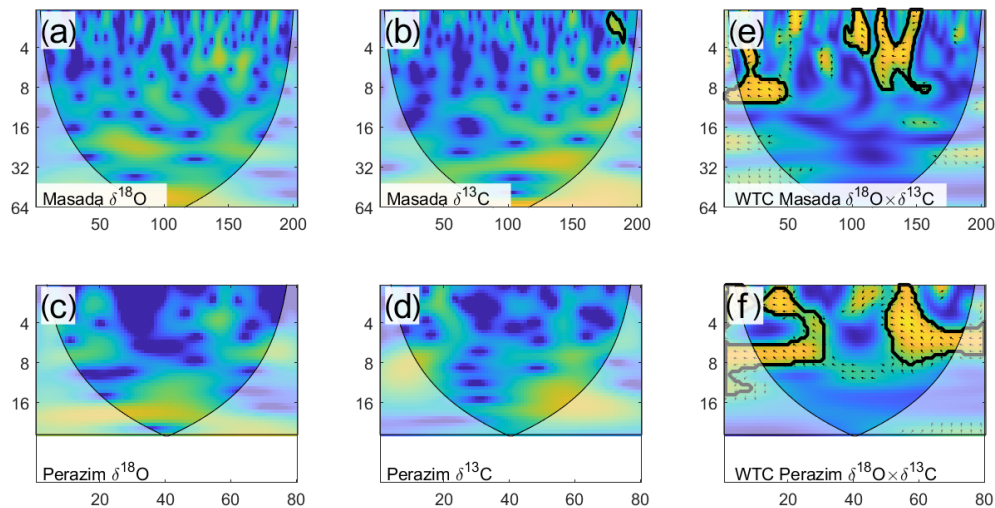 (a) (b) (e)
4 4 4
8 8 8
16 16 16
32 32 32
64 64 64
Masada δ¹⁸O Masada δ¹³C WTC Masada δ¹⁸O×δ¹³C
50 100 150 200 50 100 150 200 50 100 150 200
(c) (d) (f)
4 4 4
8 8 8
16 16 16
Perazim δ¹⁸O Perazim δ¹³C WTC Perazim δ¹⁸O×δ¹³C
20 40 60 80 20 40 60 80 20 40 60 80